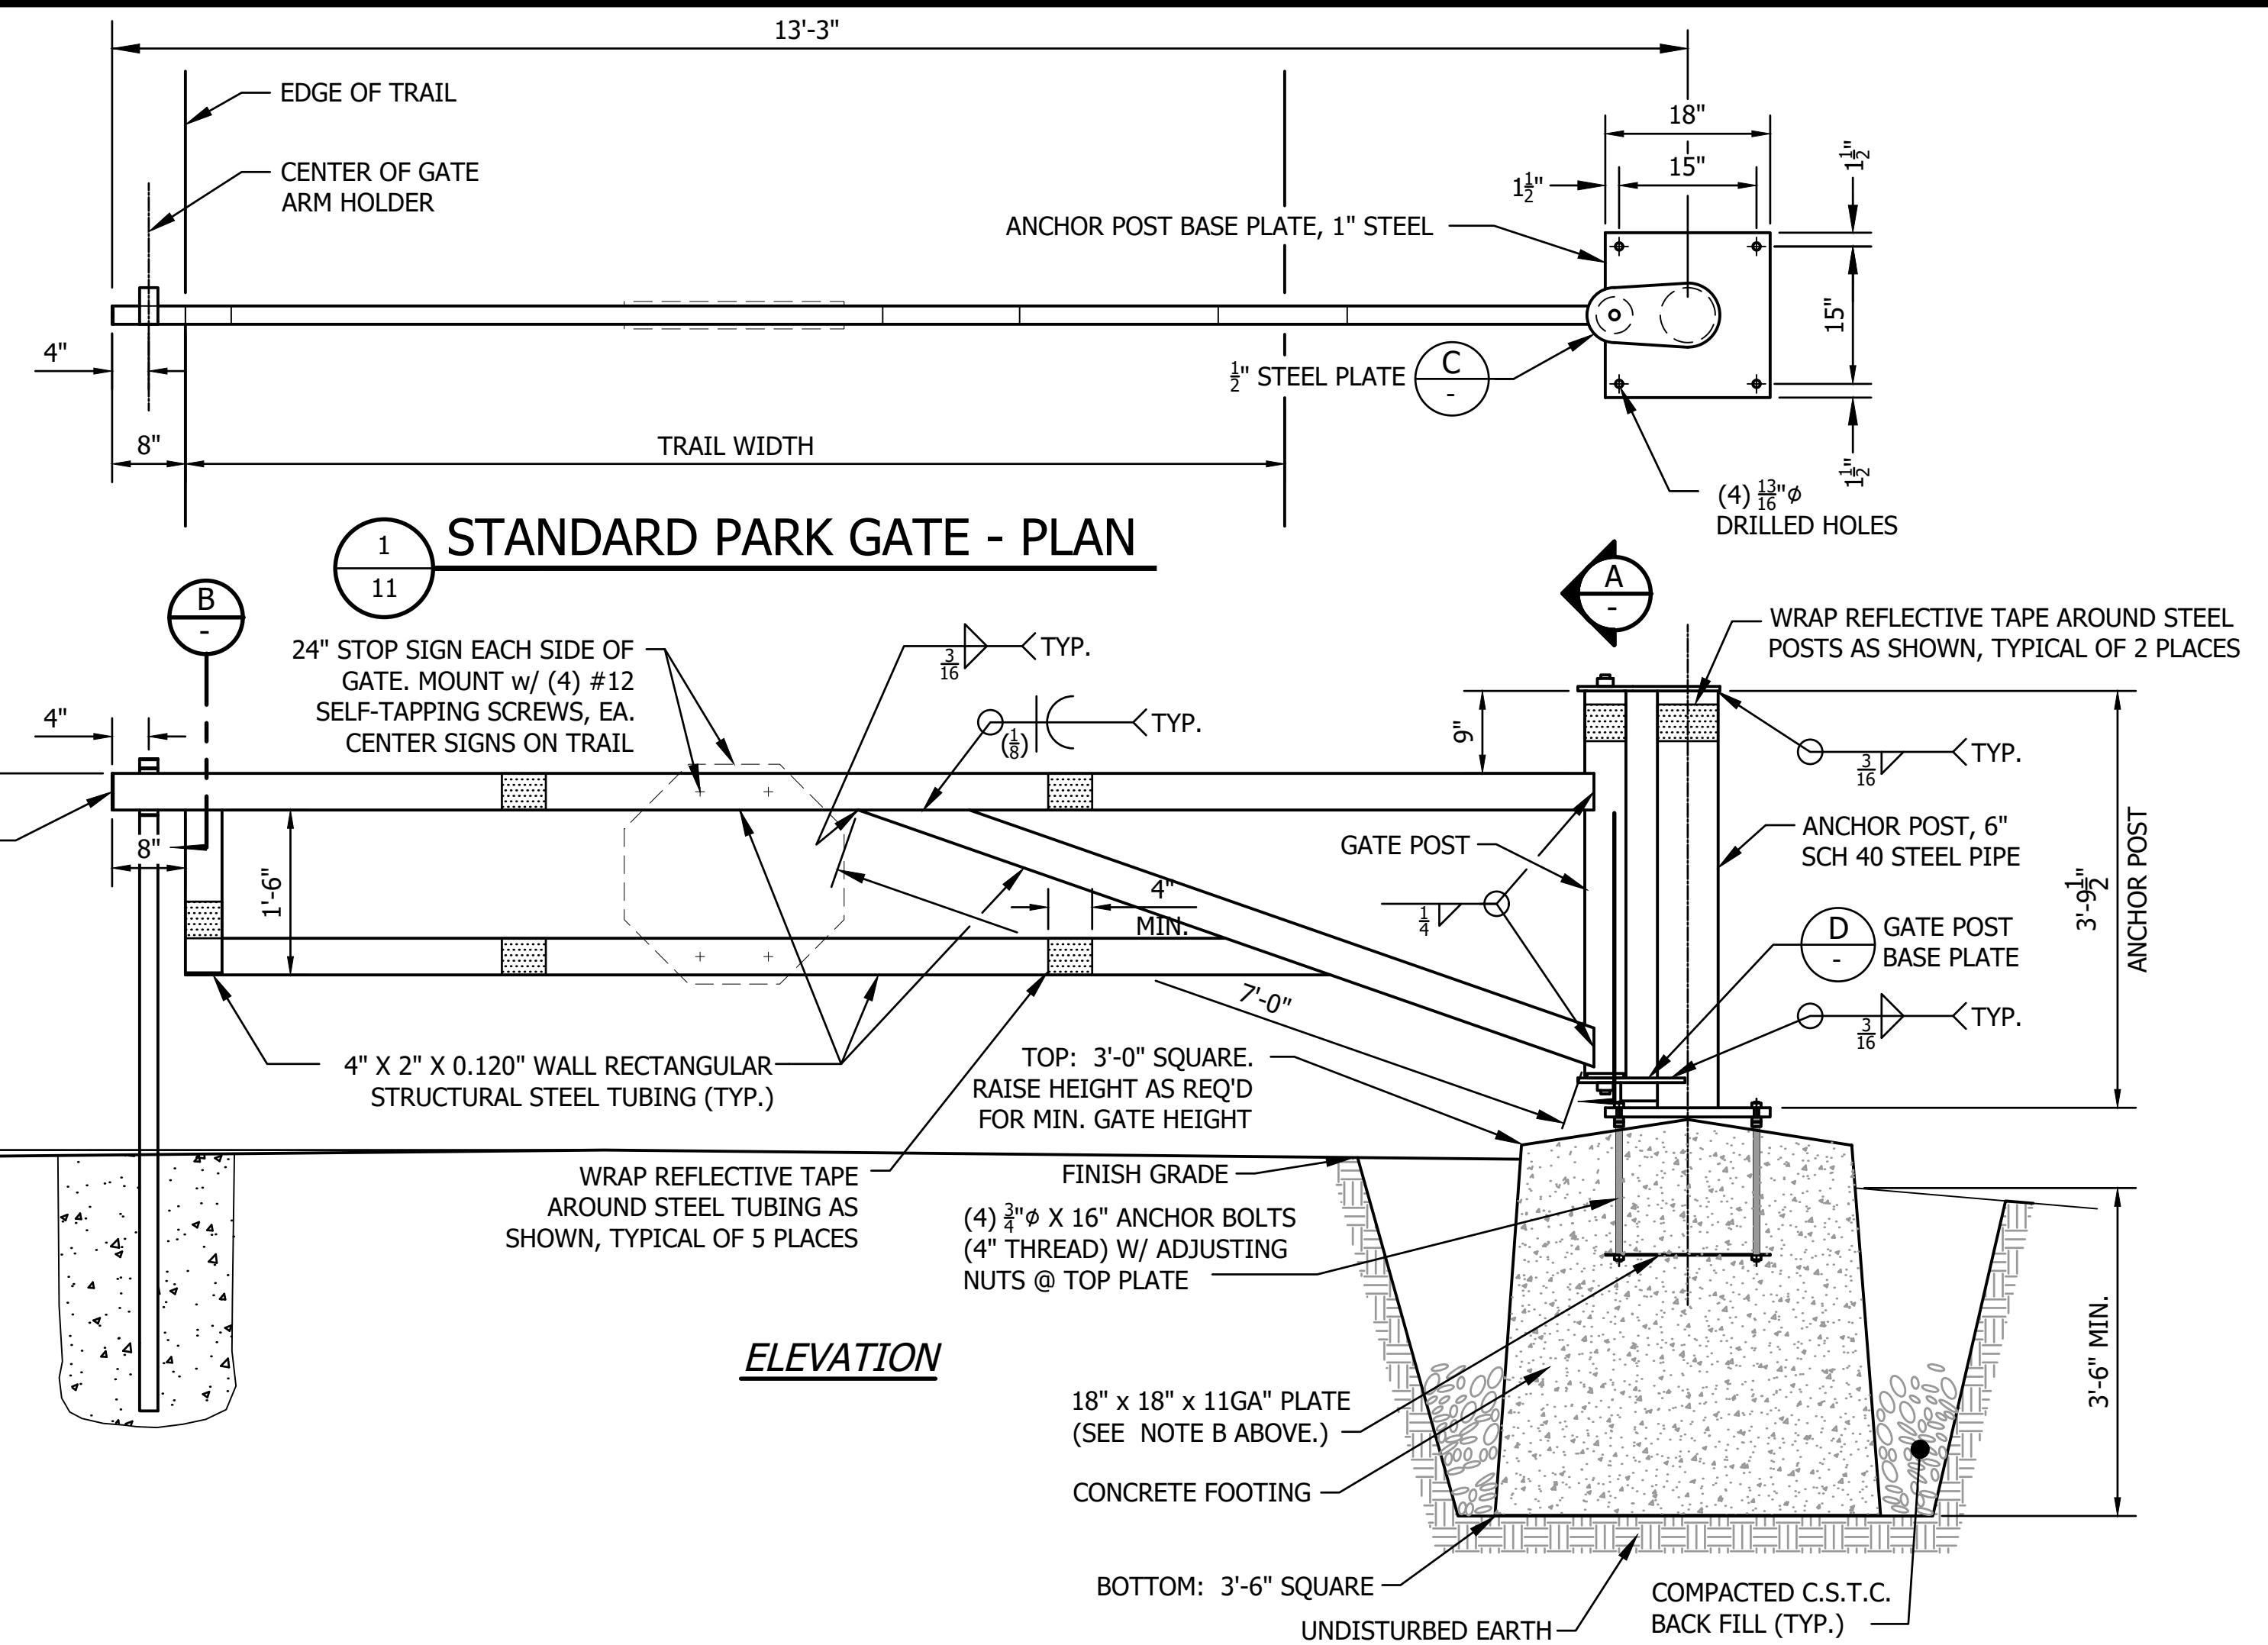 13'-3"
EDGE OF TRAIL
CENTER OF GATE
ARM HOLDER
18"
15"
1 1/2"
1 1/2"
ANCHOR POST BASE PLATE, 1" STEEL
15"
4"
1/2" STEEL PLATE
C
-
8"
TRAIL WIDTH
1 1/2"
(4) 13/16"ϕ
DRILLED HOLES
1
11
STANDARD PARK GATE - PLAN
B
-
A
-
24" STOP SIGN EACH SIDE OF
GATE. MOUNT w/ (4) #12
SELF-TAPPING SCREWS, EA.
CENTER SIGNS ON TRAIL
3/16
TYP.
(1/8)
TYP.
WRAP REFLECTIVE TAPE AROUND STEEL
POSTS AS SHOWN, TYPICAL OF 2 PLACES
4"
9"
3/16
TYP.
8"
1'-6"
GATE POST
ANCHOR POST, 6"
SCH 40 STEEL PIPE
4"
MIN.
1/4
3'-9 1/2"
ANCHOR POST
D
-
GATE POST
BASE PLATE
7'-0"
3/16
TYP.
4" X 2" X 0.120" WALL RECTANGULAR
STRUCTURAL STEEL TUBING (TYP.)
TOP: 3'-0" SQUARE.
RAISE HEIGHT AS REQ'D
FOR MIN. GATE HEIGHT
WRAP REFLECTIVE TAPE
AROUND STEEL TUBING AS
SHOWN, TYPICAL OF 5 PLACES
FINISH GRADE
(4) 3/4"ϕ X 16" ANCHOR BOLTS
(4" THREAD) W/ ADJUSTING
NUTS @ TOP PLATE
ELEVATION
3'-6" MIN.
18" x 18" x 11GA" PLATE
(SEE NOTE B ABOVE.)
CONCRETE FOOTING
BOTTOM: 3'-6" SQUARE
UNDISTURBED EARTH
COMPACTED C.S.T.C.
BACK FILL (TYP.)